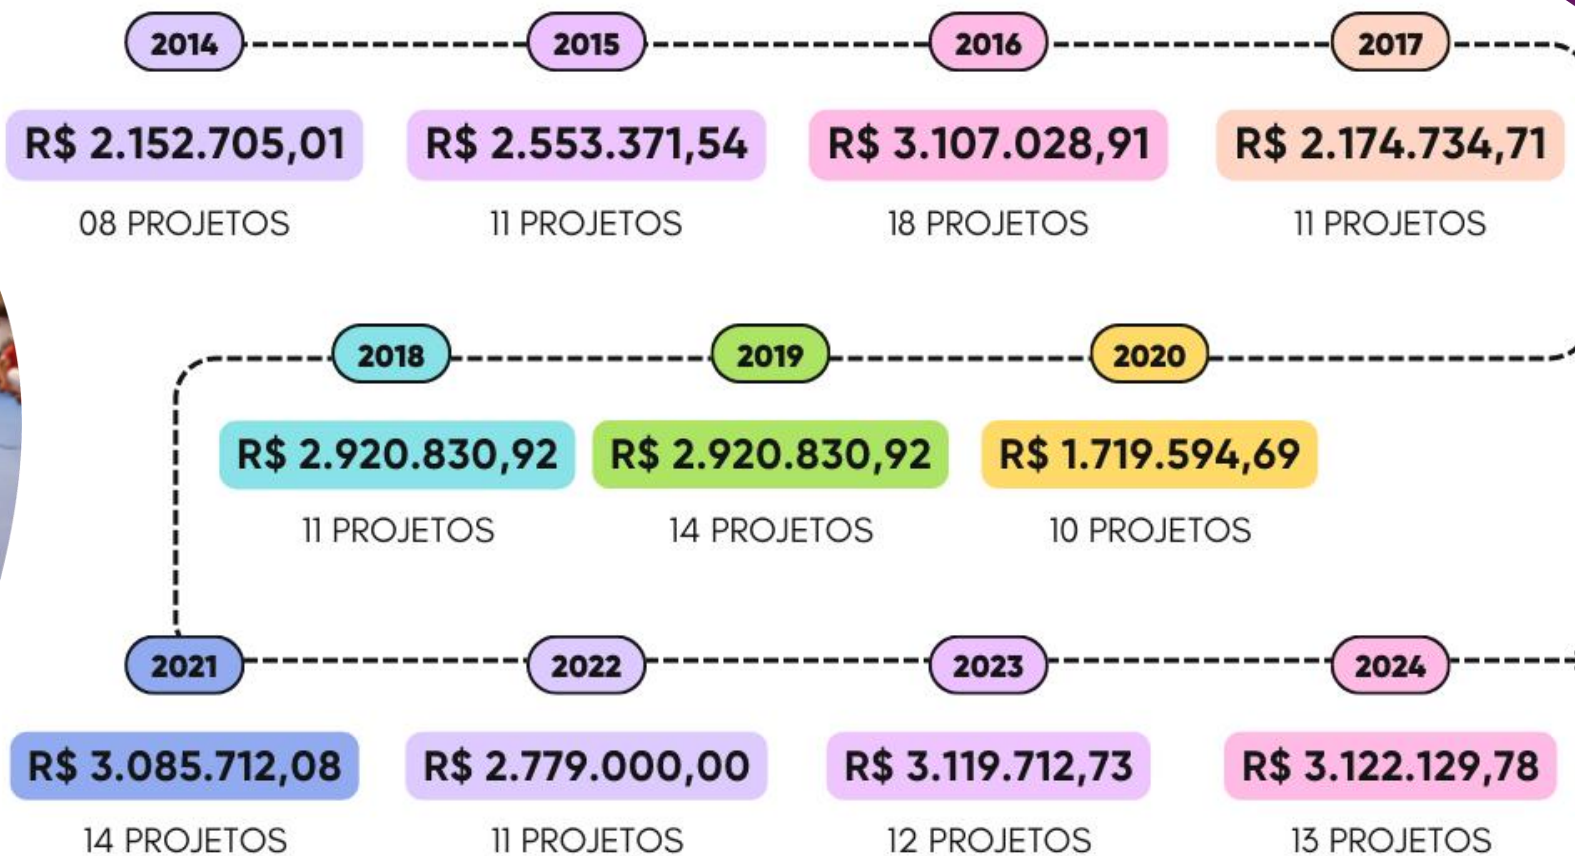 2014
2015
2016
2017
R$ 2.152.705,01
R$ 2.553.371,54
R$ 3.107.028,91
R$ 2.174.734,71
08 PROJETOS
11 PROJETOS
18 PROJETOS
11 PROJETOS
2018
2019
2020
R$ 2.920.830,92
R$ 2.920.830,92
R$ 1.719.594,69
11 PROJETOS
14 PROJETOS
10 PROJETOS
2021
2022
2023
2024
R$ 3.085.712,08
R$ 2.779.000,00
R$ 3.119.712,73
R$ 3.122.129,78
14 PROJETOS
11 PROJETOS
12 PROJETOS
13 PROJETOS